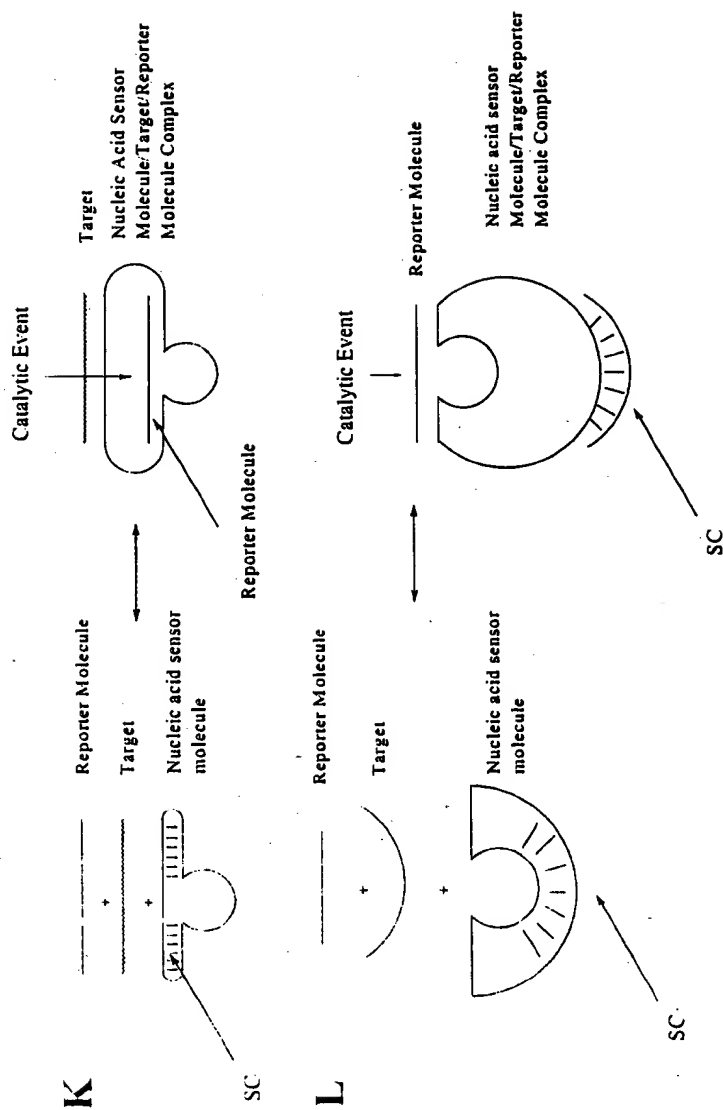 K
Reporter Molecule
+
Target
+
Nucleic acid sensor
molecule
SC
Catalytic Event
Target
Nucleic Acid Sensor
Molecule/Target/Reporter
Molecule Complex
Reporter Molecule
L
Reporter Molecule
+
Target
+
Nucleic acid sensor
molecule
SC
Catalytic Event
Reporter Molecule
Nucleic acid sensor
Molecule/Target/Reporter
Molecule Complex
SC